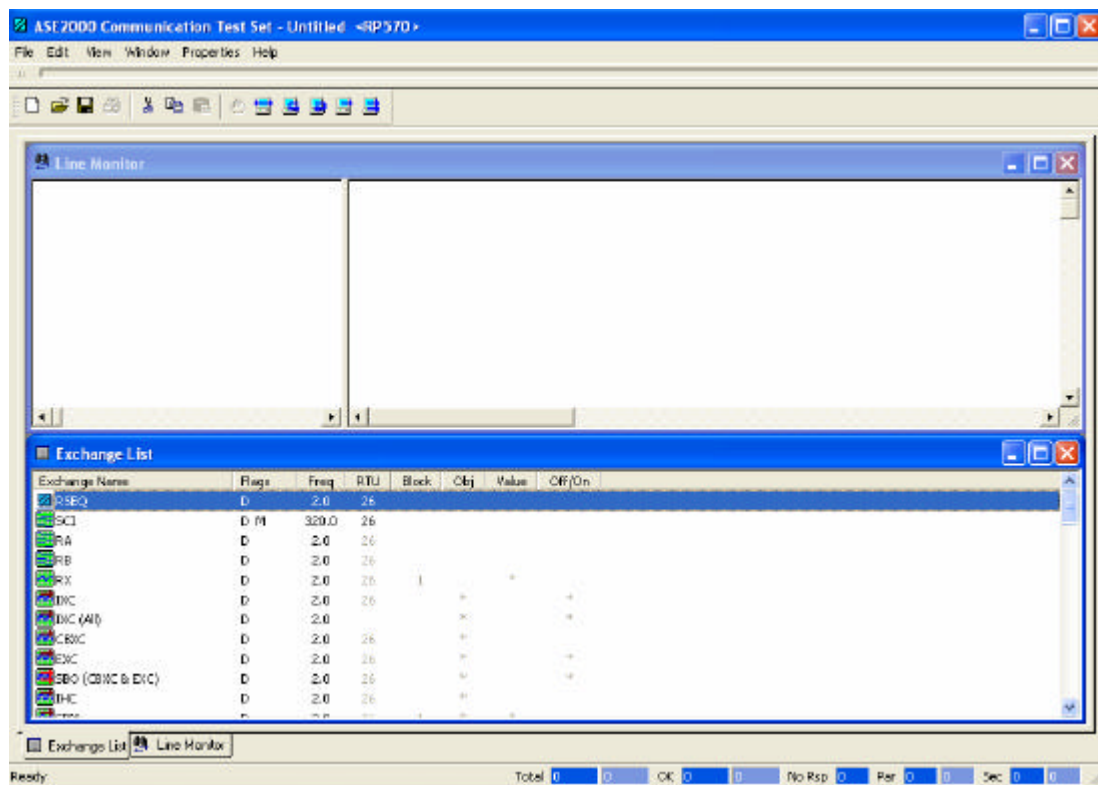 ASE2000 Communication Test Set - Untitled <RP570>
File Edit View Window Properties Help
Line Monitor
Exchange List
Exchange Name Flags Freq RTU Block Obj Value Off/On
RSEQ D 2.0 26
SCI D M 320.0 26
RA D 2.0 26
RB D 2.0 26
RX D 2.0 26 1 *
IXC D 2.0 26 * *
IXC (All) D 2.0 * *
CBXC D 2.0 26 *
EXC D 2.0 26 * *
SBO (CBXC & EXC) D 2.0 26 * *
IHC D 2.0 26 *
Exchange List Line Monitor
Ready Total 0 0 OK 0 0 No Rsp 0 Par 0 0 Sec 0 0